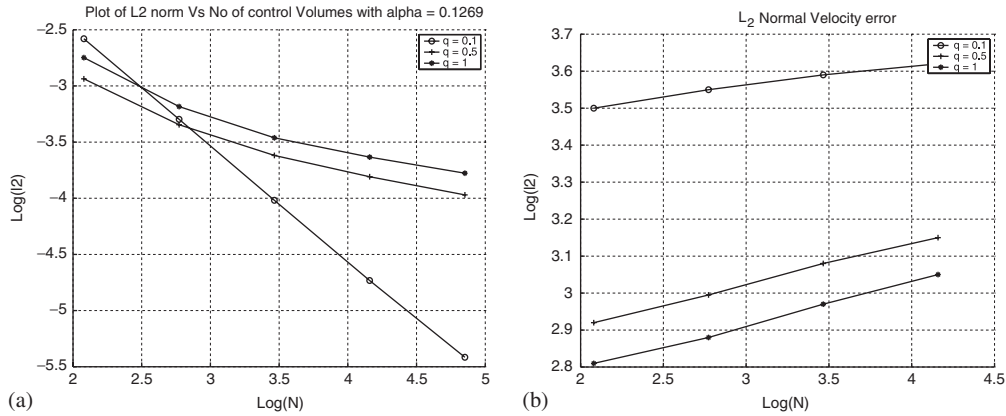 Plot of L2 norm Vs No of control Volumes with alpha = 0.1269
q = 0.1
q = 0.5
q = 1
−2.5
−3
−3.5
−4
−4.5
−5
−5.5
Log(l2)
2
2.5
3
3.5
4
4.5
5
Log(N)
(a)
L2 Normal Velocity error
q = 0.1
q = 0.5
q = 1
3.7
3.6
3.5
3.4
3.3
3.2
3.1
3
2.9
2.8
Log(l2)
2
2.5
3
3.5
4
4.5
Log(N)
(b)